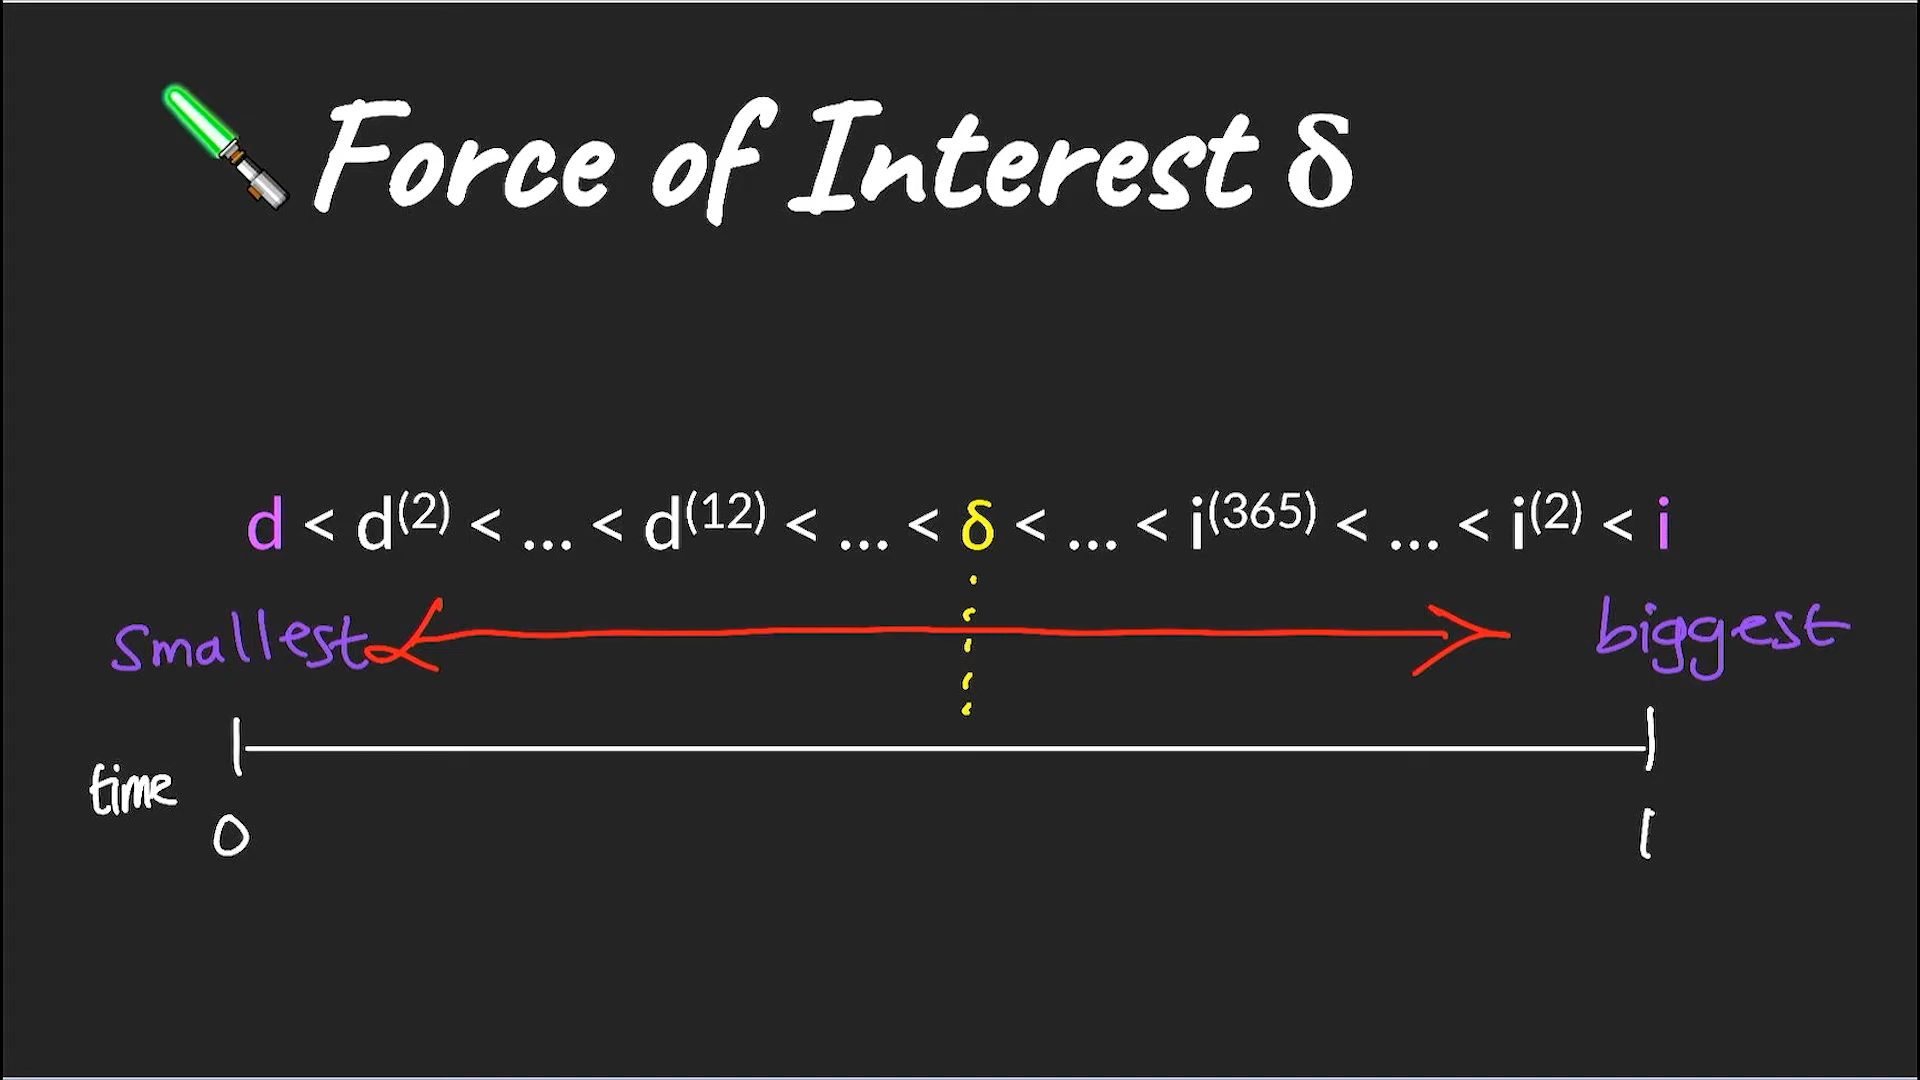 Force of Interest δ
d < d⁽²⁾ < ... < d⁽¹²⁾ < ... < δ < ... < i⁽³⁶⁵⁾ < ... < i⁽²⁾ < i
smallest biggest
time
0 1